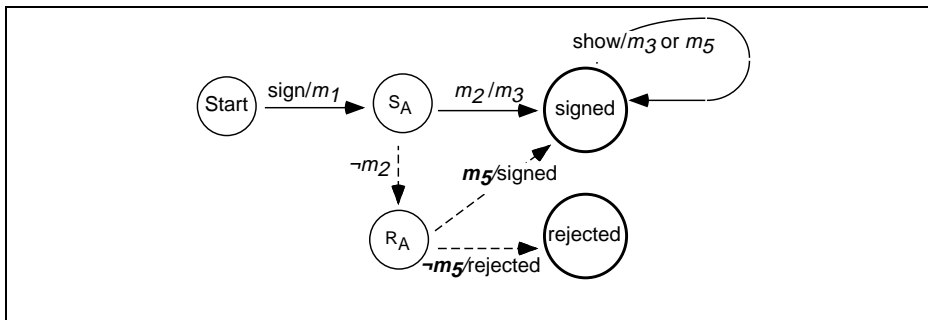 show/m3 or m5
Start
sign/m1
SA
m2/m3
signed
¬m2
m5/signed
RA
rejected
¬m5/rejected